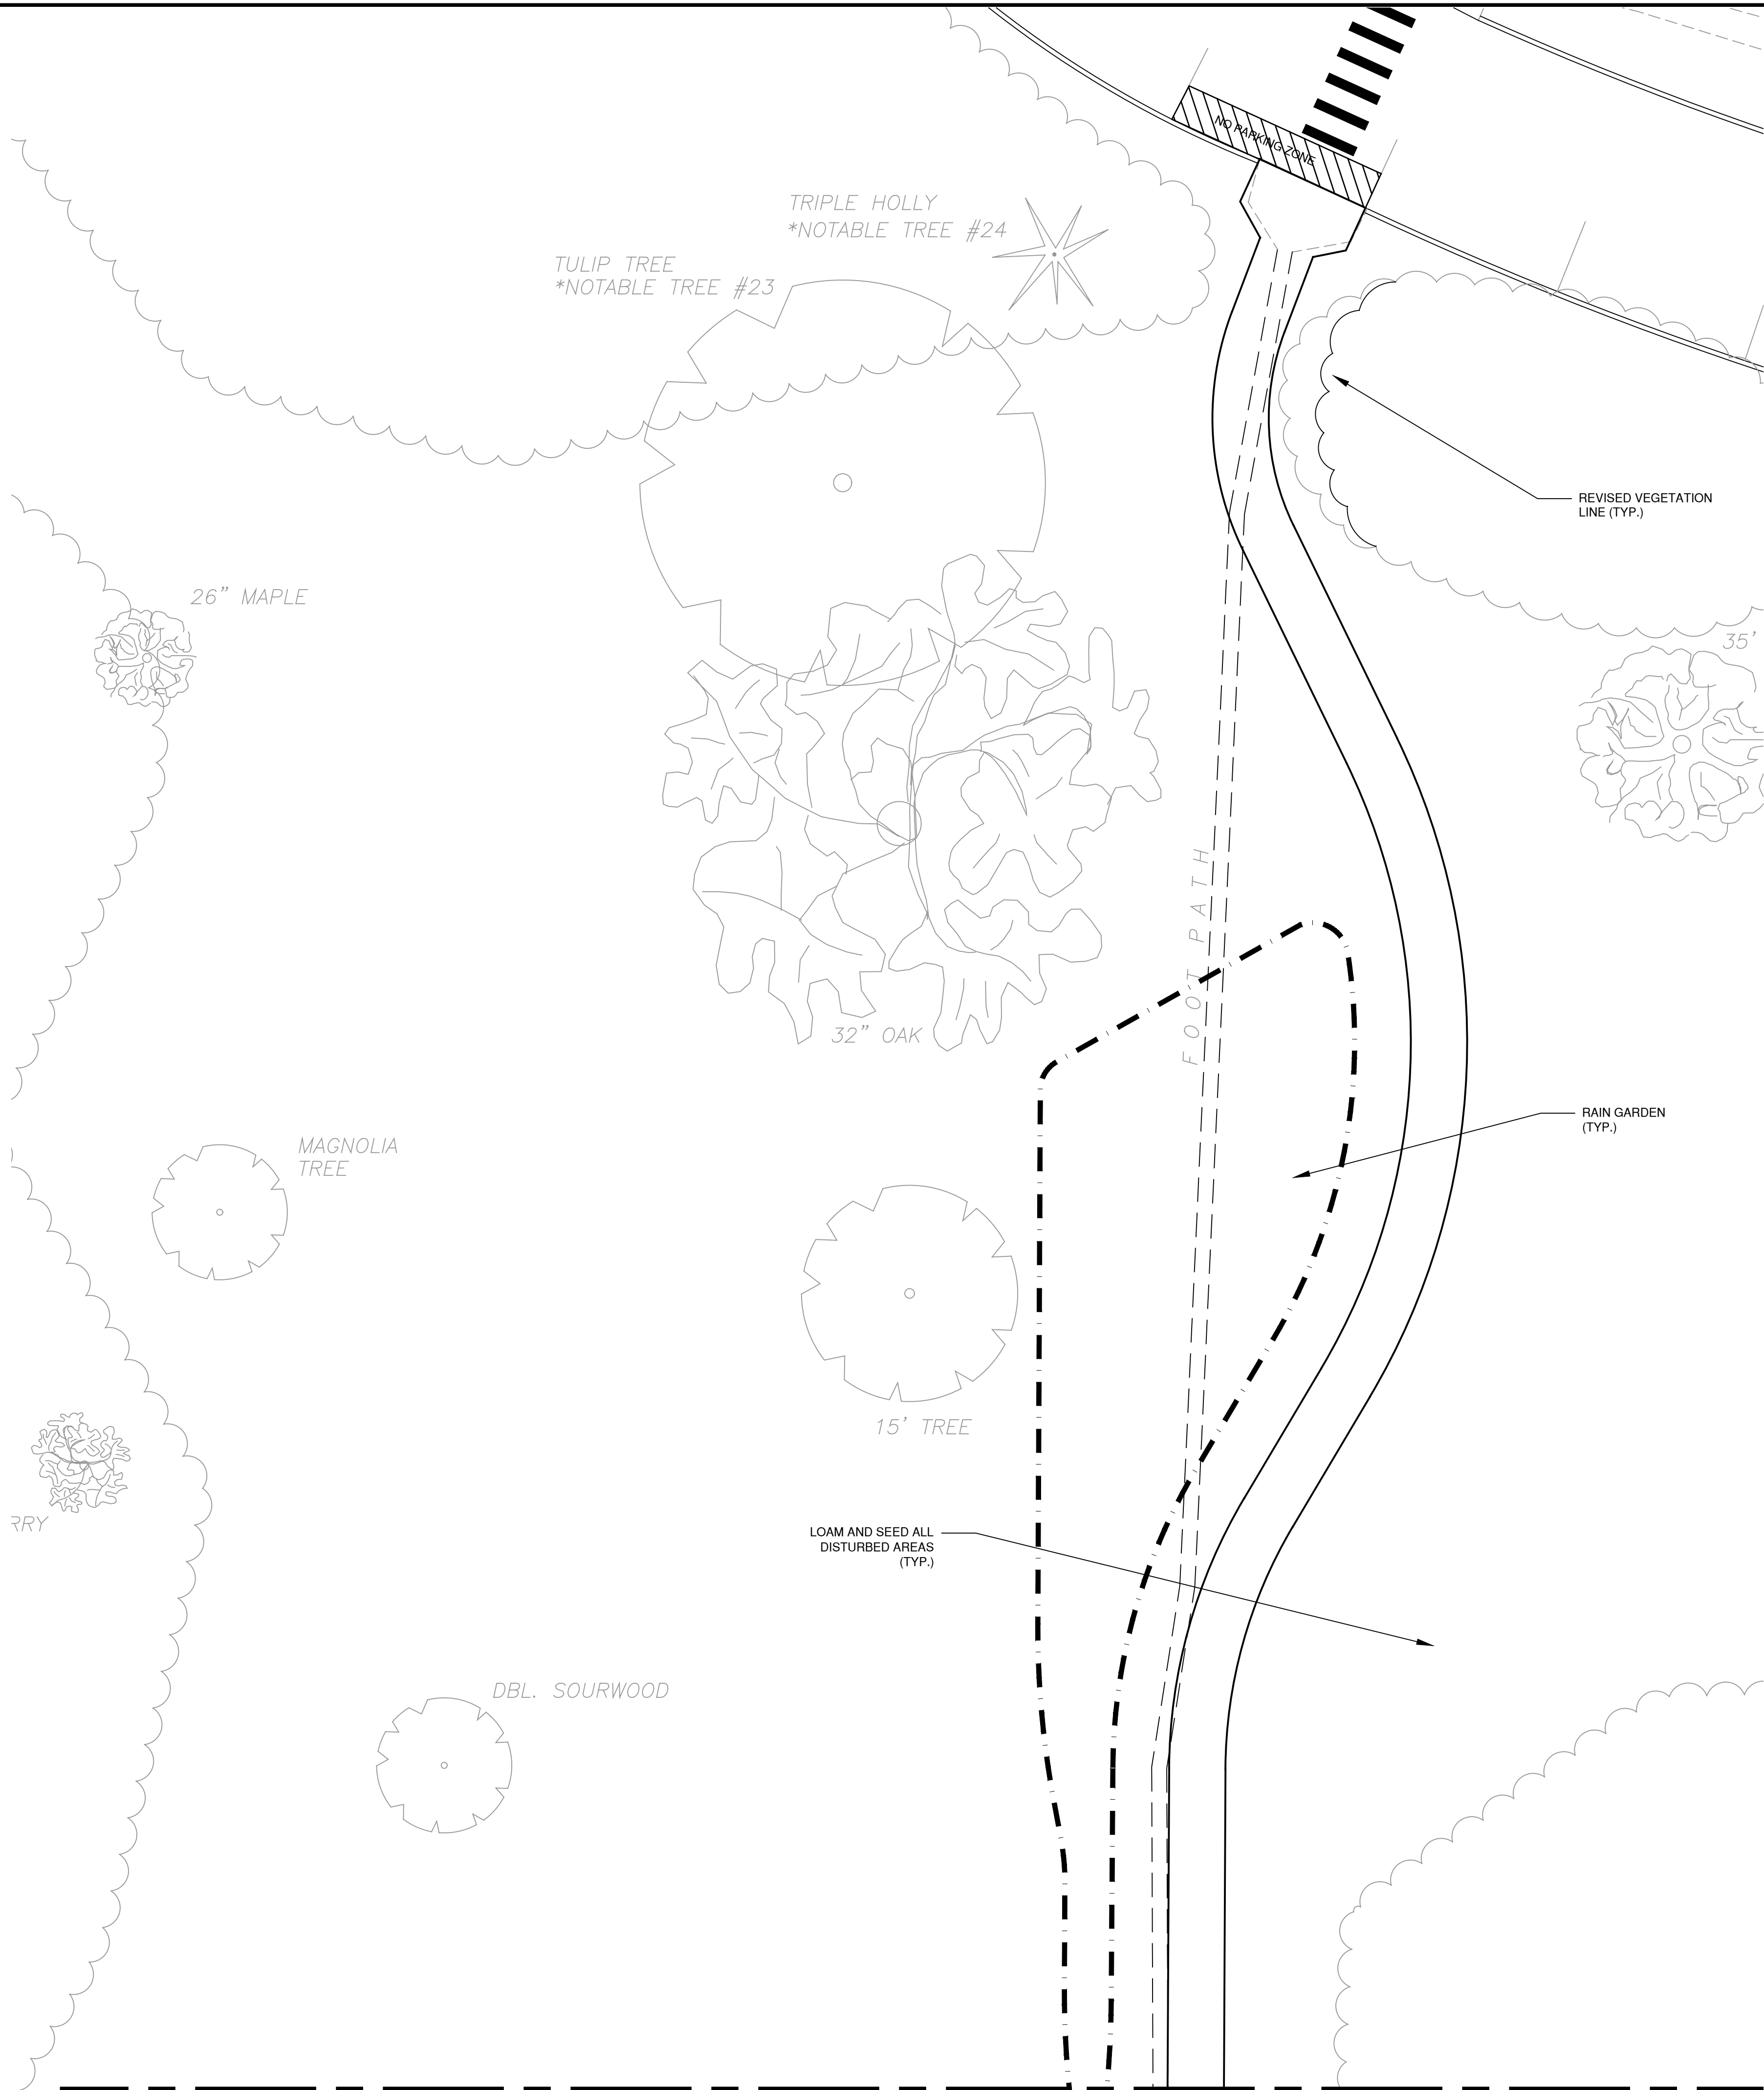 NO PARKING ZONE
TRIPLE HOLLY
*NOTABLE TREE #24
TULIP TREE
*NOTABLE TREE #23
REVISED VEGETATION
LINE (TYP.)
26" MAPLE
35'
FOOT PATH
32" OAK
RAIN GARDEN
(TYP.)
MAGNOLIA
TREE
15' TREE
RRY
LOAM AND SEED ALL
DISTURBED AREAS
(TYP.)
DBL. SOURWOOD